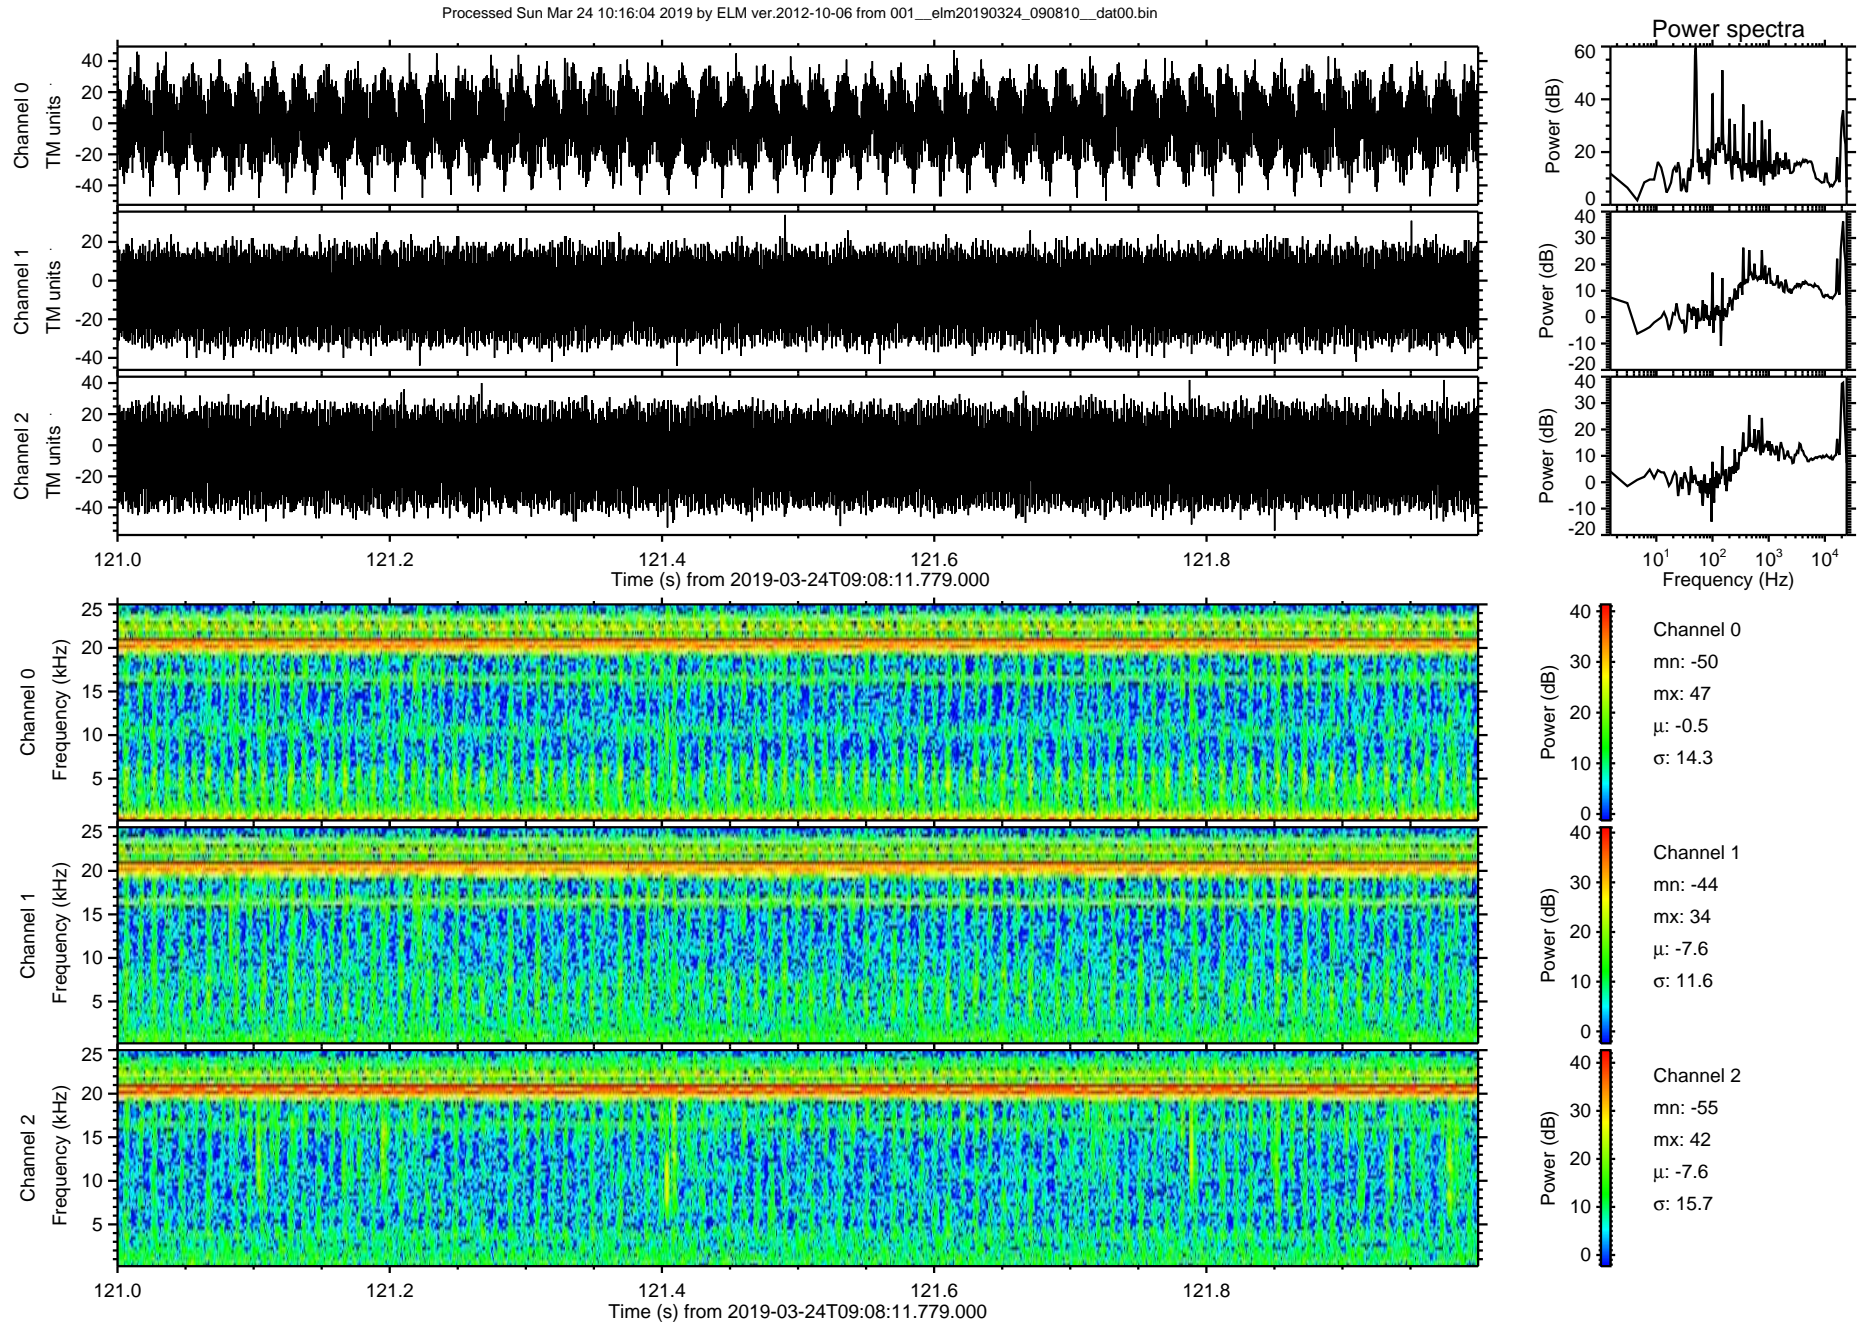 Processed Sun Mar 24 10:16:04 2019 by ELM ver.2012-10-06 from 001__elm20190324_090810__dat00.bin
Power spectra
Channel 0
TM units
40
20
0
-20
-40
Power (dB)
60
40
20
0
Channel 1
TM units
20
0
-20
-40
Power (dB)
40
30
20
10
0
-10
-20
Channel 2
TM units
40
20
0
-20
-40
Power (dB)
40
30
20
10
0
-10
-20
121.0 121.2 121.4 121.6 121.8
Time (s) from 2019-03-24T09:08:11.779.000
10¹ 10² 10³ 10⁴
Frequency (Hz)
Channel 0
Frequency (kHz)
25
20
15
10
5
Power (dB)
40
30
20
10
0
Channel 0
mn: -50
mx: 47
µ: -0.5
σ: 14.3
Channel 1
Frequency (kHz)
25
20
15
10
5
Power (dB)
40
30
20
10
0
Channel 1
mn: -44
mx: 34
µ: -7.6
σ: 11.6
Channel 2
Frequency (kHz)
25
20
15
10
5
Power (dB)
40
30
20
10
0
Channel 2
mn: -55
mx: 42
µ: -7.6
σ: 15.7
121.0 121.2 121.4 121.6 121.8
Time (s) from 2019-03-24T09:08:11.779.000